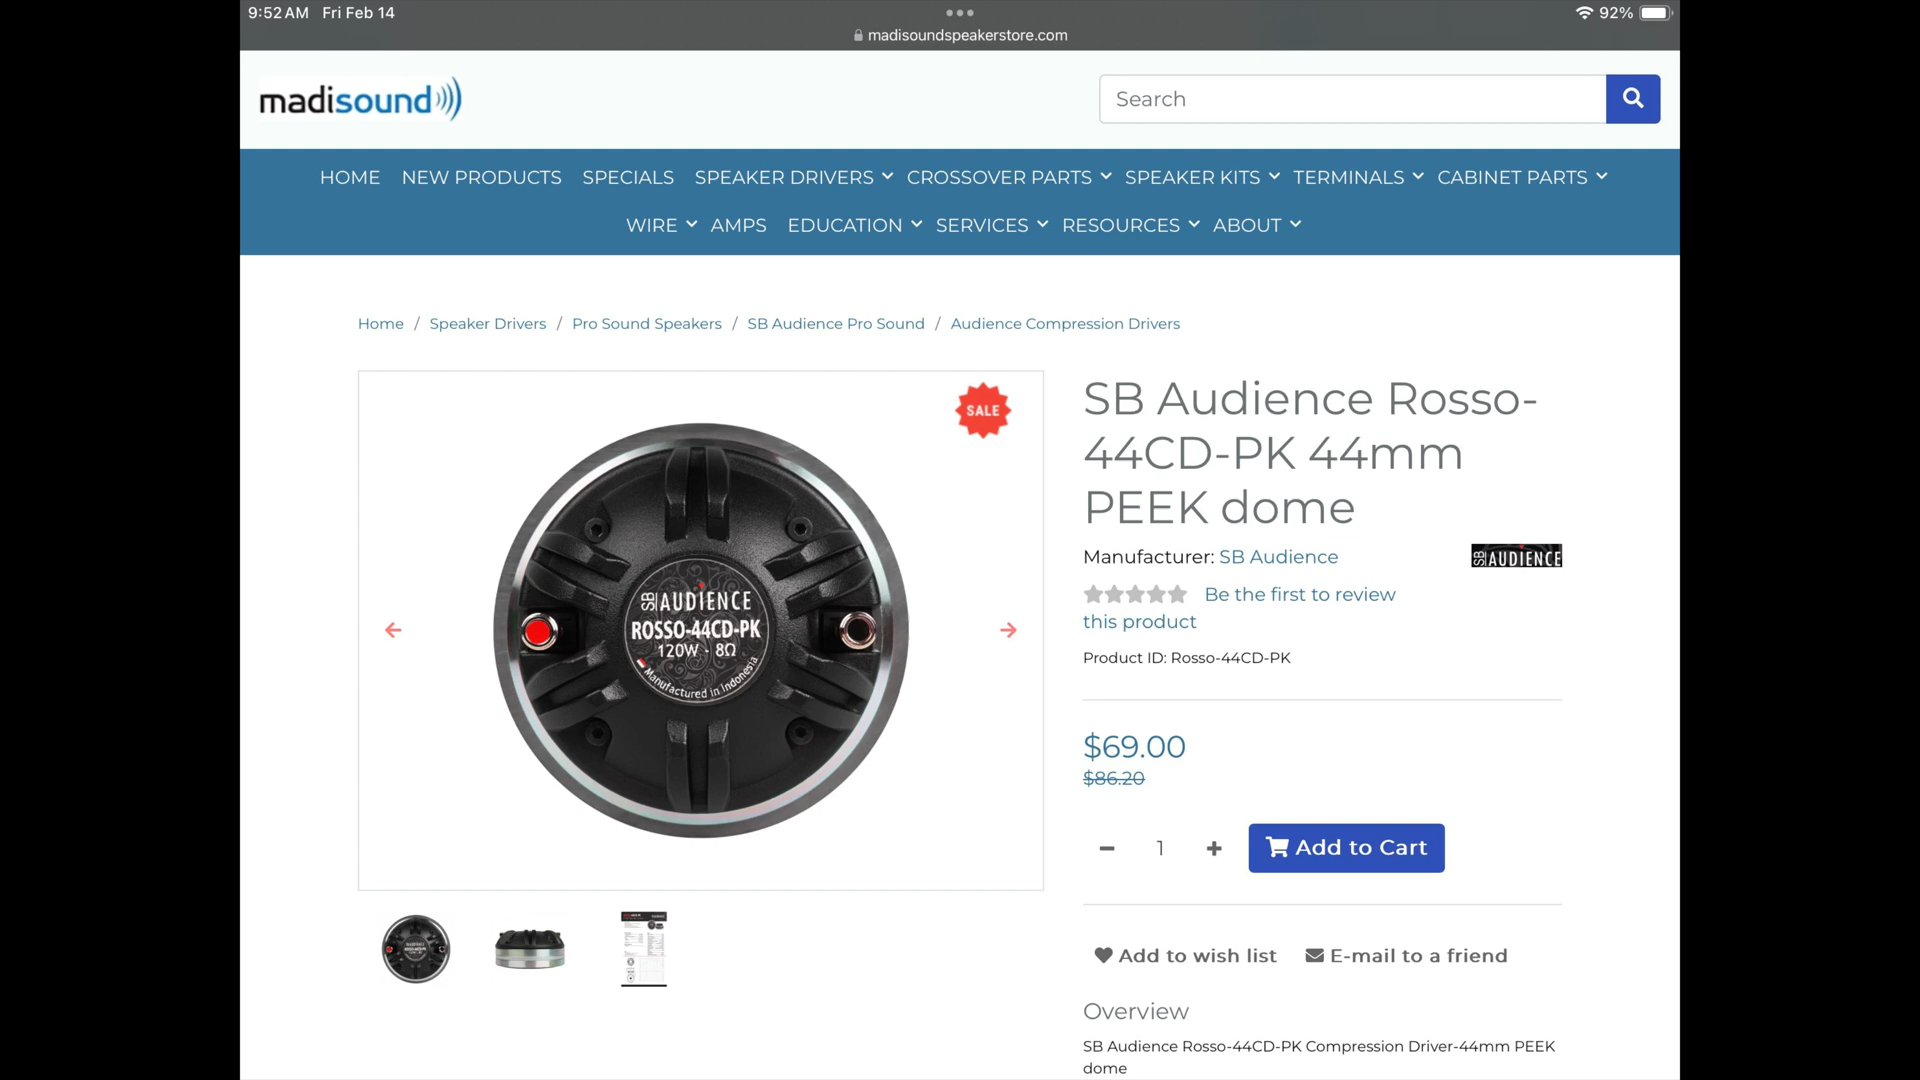 9:52 AM Fri Feb 14
92%
madisoundspeakerstore.com
madisound
Search
HOME NEW PRODUCTS SPECIALS SPEAKER DRIVERS CROSSOVER PARTS SPEAKER KITS TERMINALS CABINET PARTS
WIRE AMPS EDUCATION SERVICES RESOURCES ABOUT
Home / Speaker Drivers / Pro Sound Speakers / SB Audience Pro Sound / Audience Compression Drivers
SALE
SB AUDIENCE
ROSSO-44CD-PK
120W - 8Ω
Manufactured in Indonesia
SB Audience Rosso-
44CD-PK 44mm
PEEK dome
Manufacturer: SB Audience
SB AUDIENCE
Be the first to review
this product
Product ID: Rosso-44CD-PK
$69.00
$86.20
1
Add to Cart
Add to wish list E-mail to a friend
Overview
SB Audience Rosso-44CD-PK Compression Driver-44mm PEEK
dome